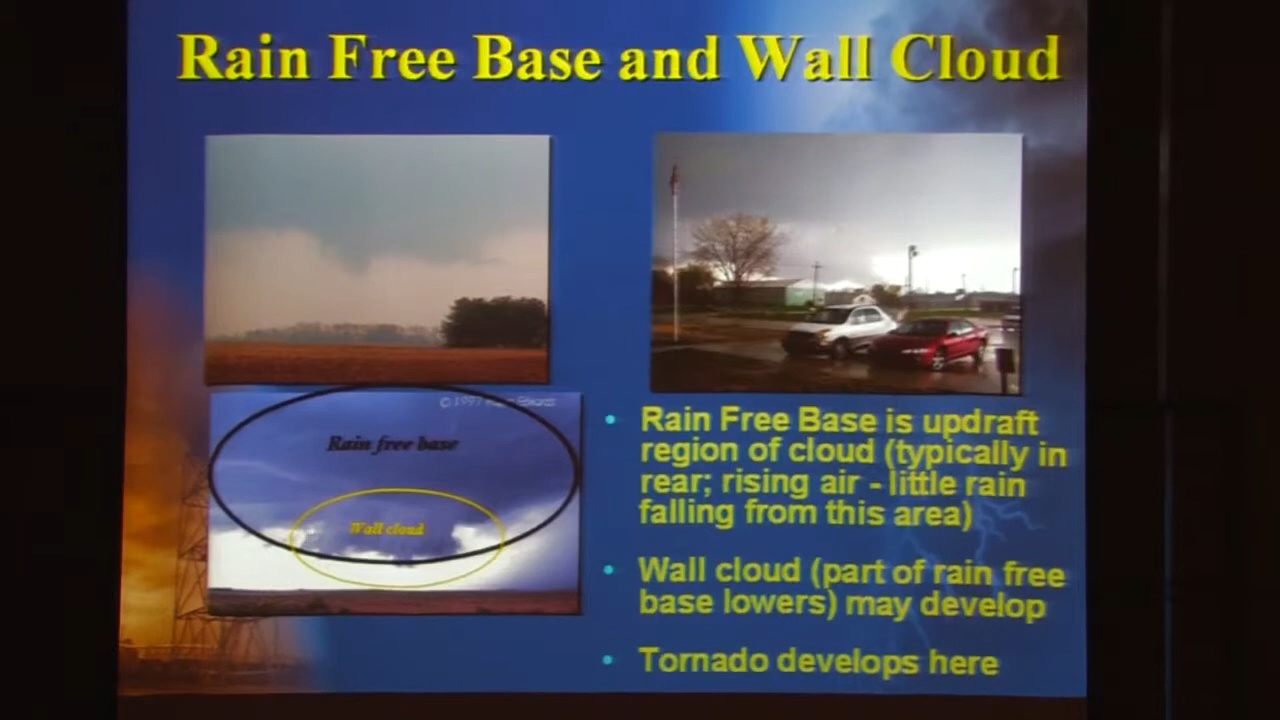 Rain Free Base and Wall Cloud
© 1997
Rain free base
Wall cloud
• Rain Free Base is updraft
region of cloud (typically in
rear; rising air - little rain
falling from this area)
• Wall cloud (part of rain free
base lowers) may develop
• Tornado develops here